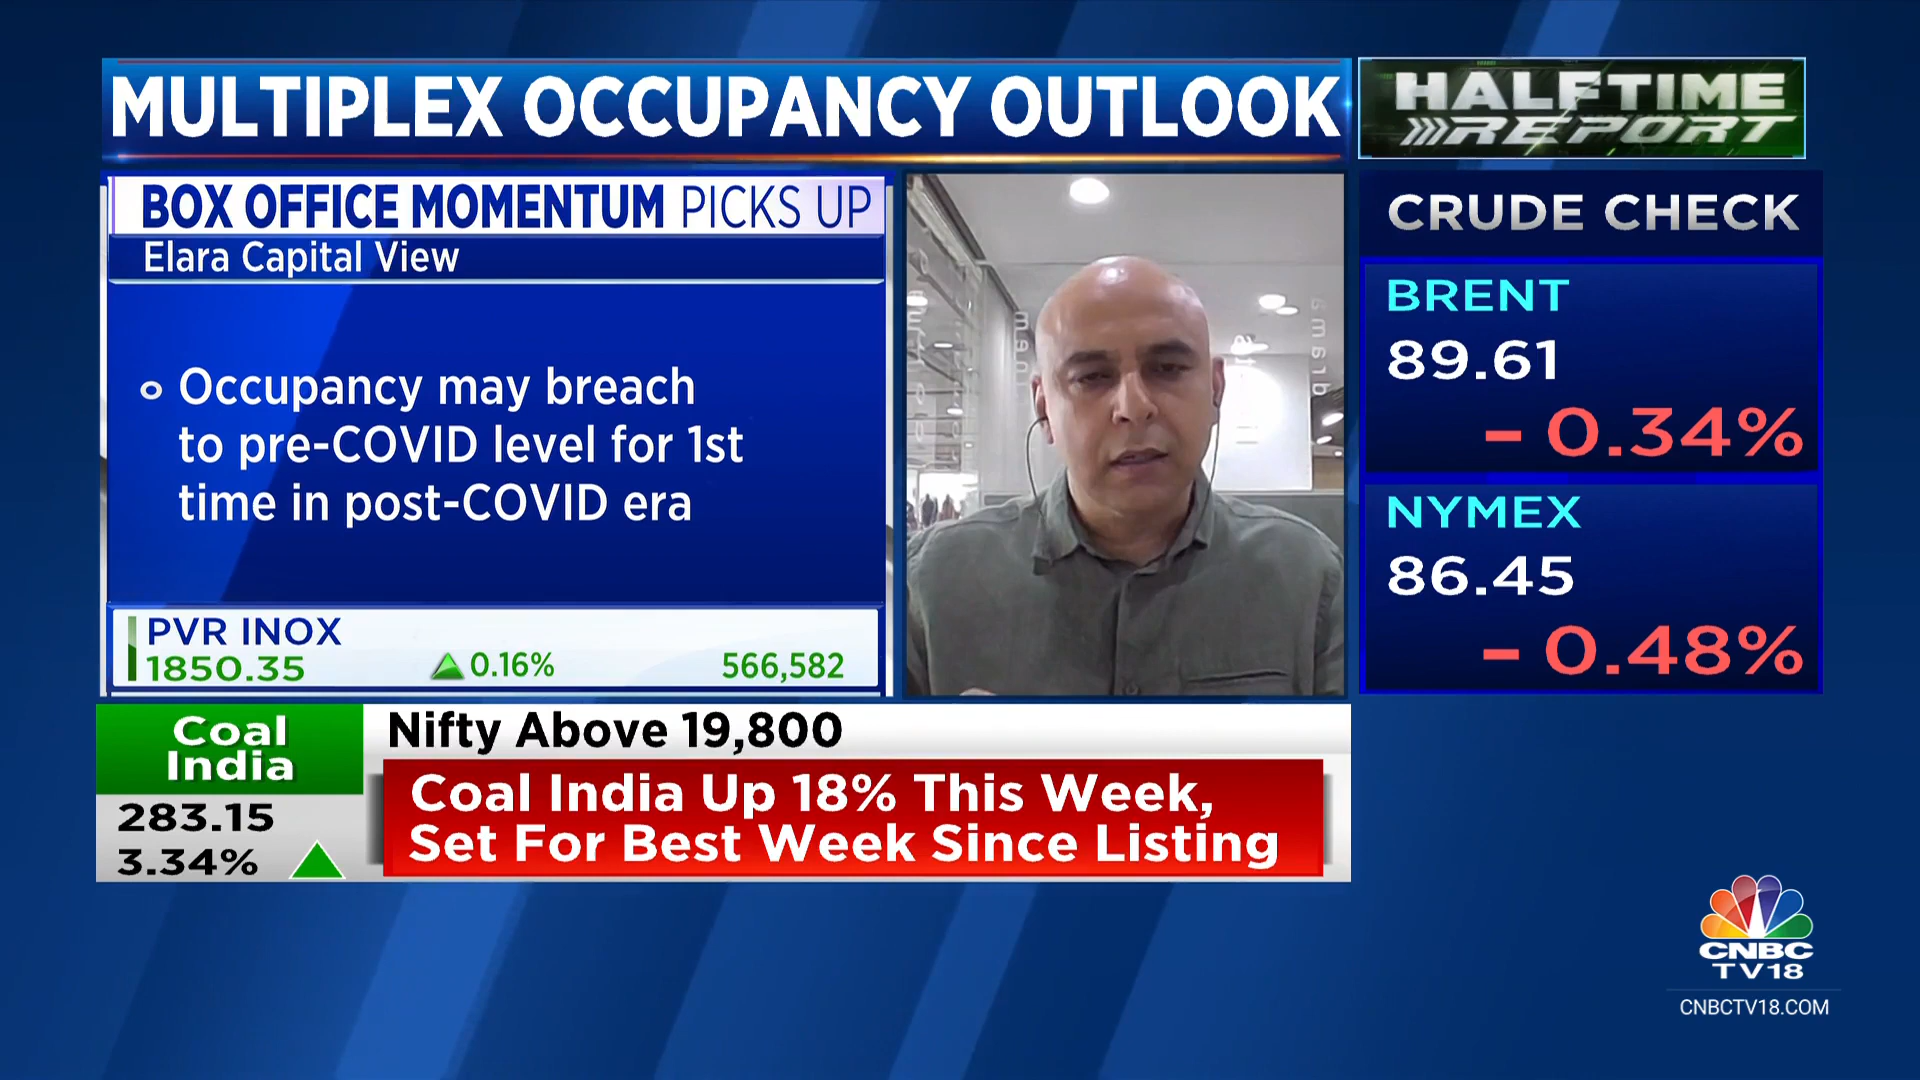 MULTIPLEX OCCUPANCY OUTLOOK
HALFTIME
REPORT
BOX OFFICE MOMENTUM PICKS UP
Elara Capital View
Occupancy may breach
to pre-COVID level for 1st
time in post-COVID era
PVR INOX
1850.35 0.16% 566,582
drama
CRUDE CHECK
BRENT
89.61
- 0.34%
NYMEX
86.45
- 0.48%
Coal
India
283.15
3.34%
Nifty Above 19,800
Coal India Up 18% This Week,
Set For Best Week Since Listing
CNBC
TV18
CNBCTV18.COM